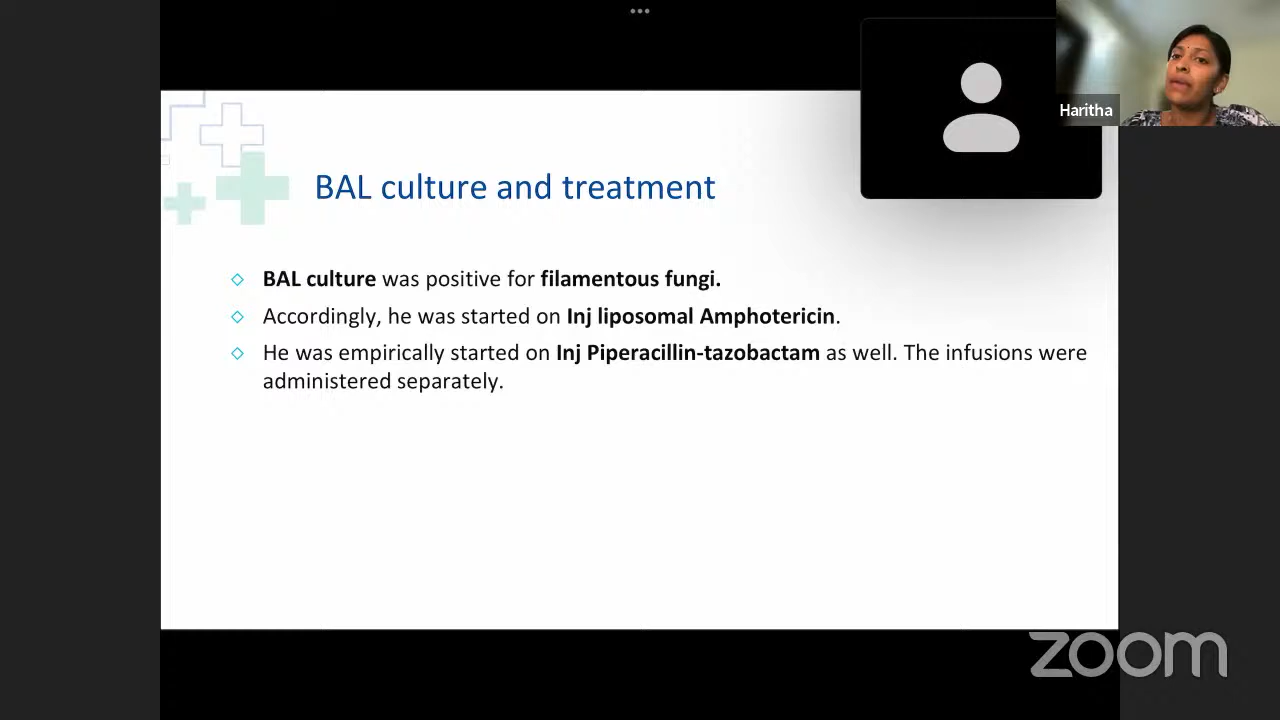 Haritha
BAL culture and treatment
BAL culture was positive for filamentous fungi.
Accordingly, he was started on Inj liposomal Amphotericin.
He was empirically started on Inj Piperacillin-tazobactam as well. The infusions were
administered separately.
zoom